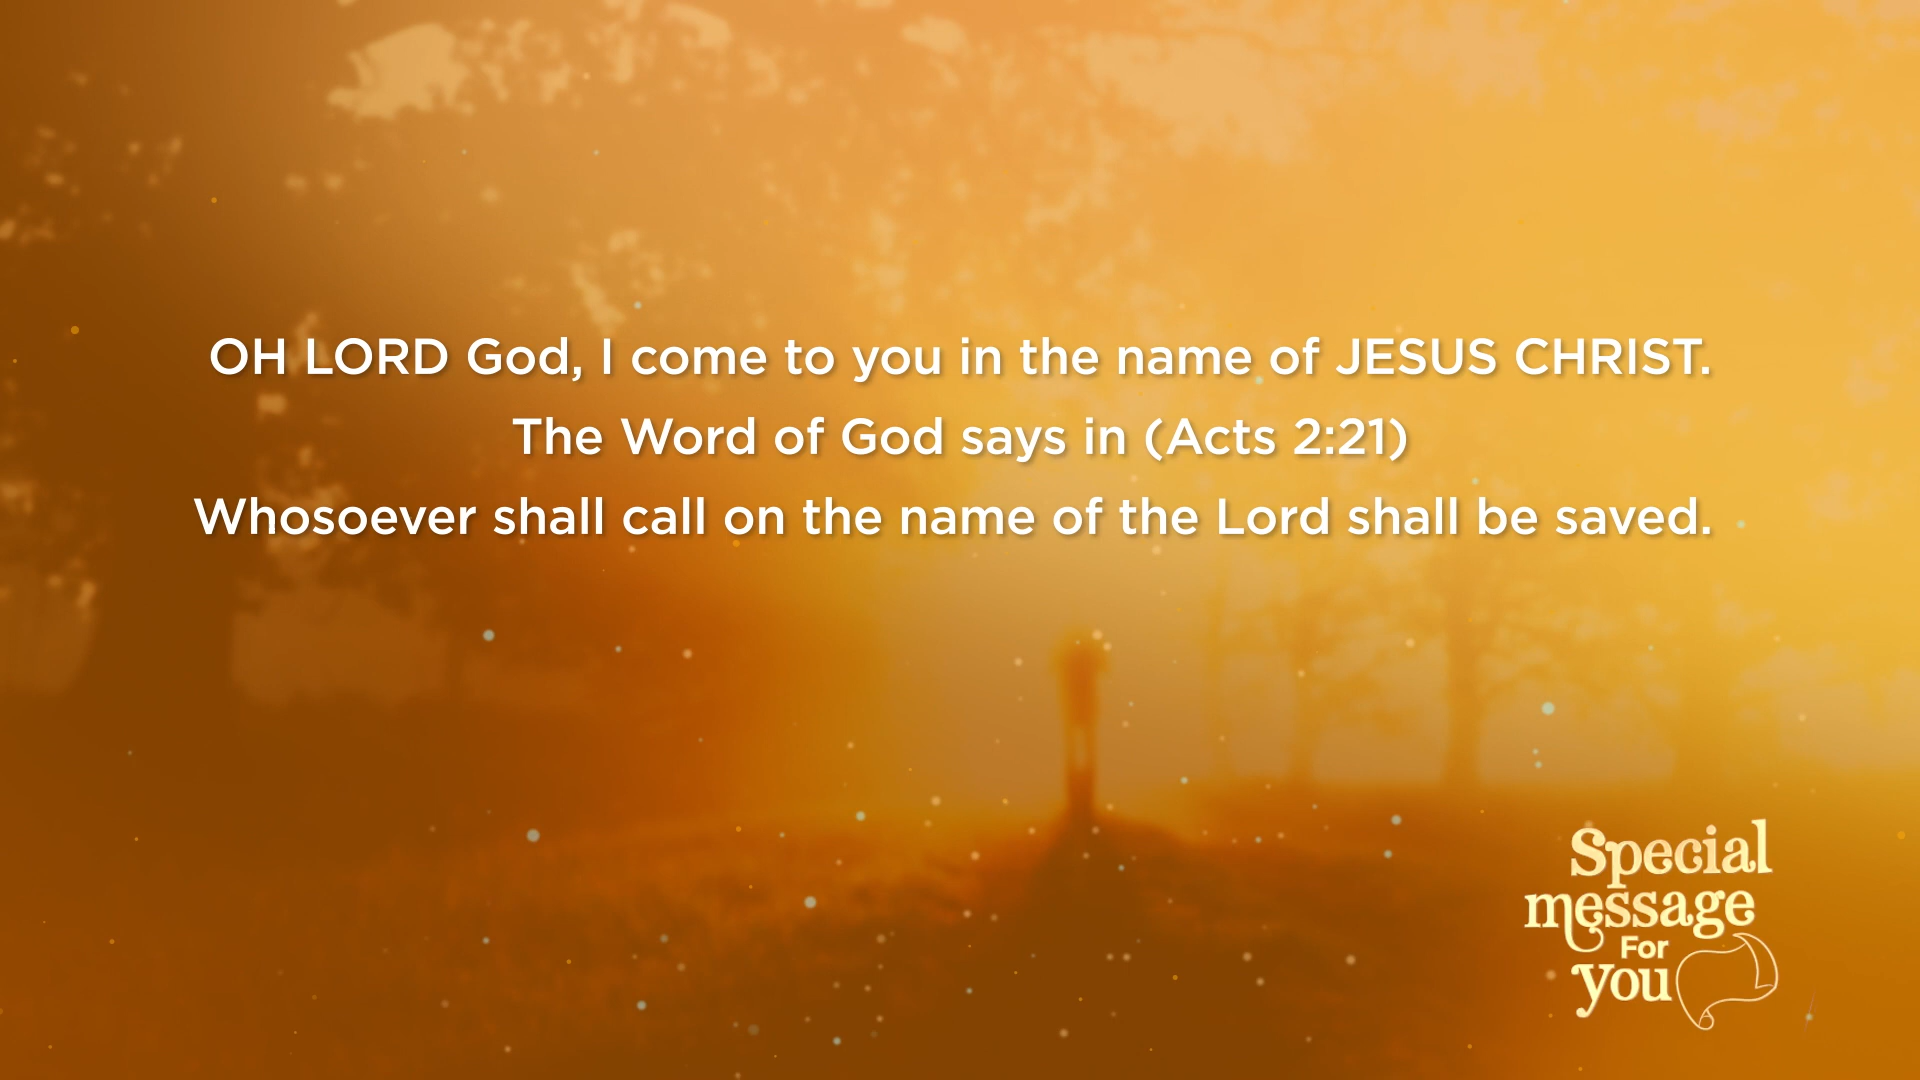 OH LORD God, I come to you in the name of JESUS CHRIST.
The Word of God says in (Acts 2:21)
Whosoever shall call on the name of the Lord shall be saved.
Special
message
For
you